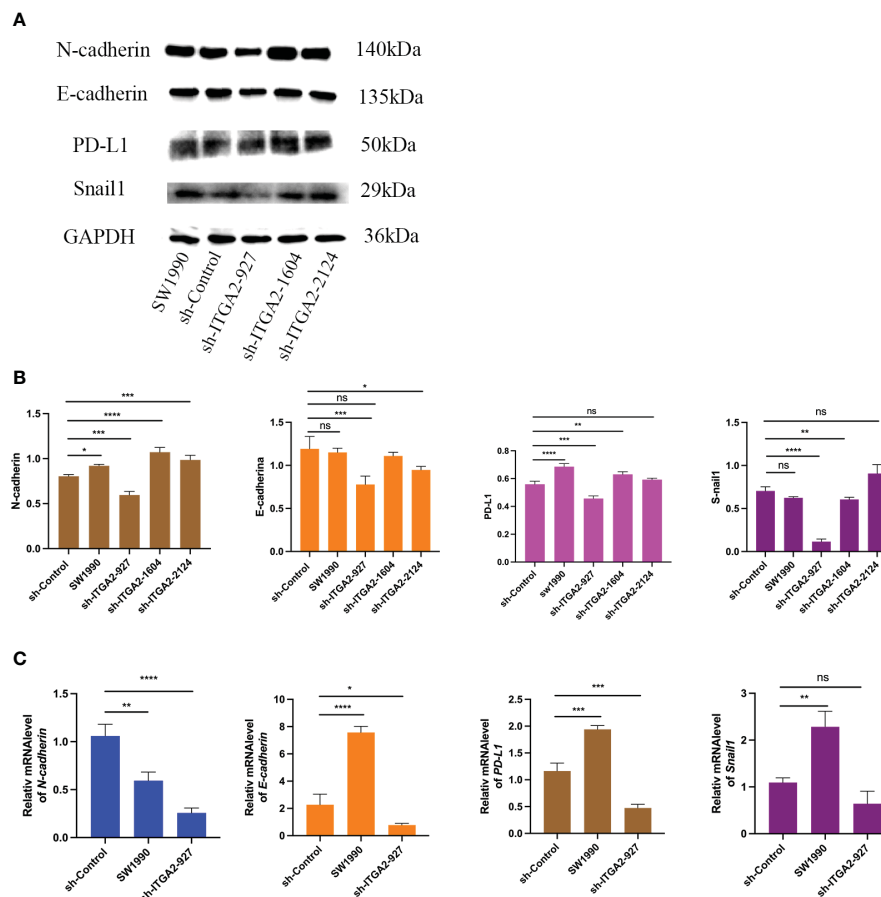 A
N-cadherin 140kDa
E-cadherin 135kDa
PD-L1 50kDa
Snail1 29kDa
GAPDH 36kDa
SW1990
sh-Control
sh-ITGA2-927
sh-ITGA2-1604
sh-ITGA2-2124
B
***
****
***
*
N-cadherin
1.5
1.0
0.5
0.0
sh-Control
SW1990
sh-ITGA2-927
sh-ITGA2-1604
sh-ITGA2-2124
*
ns
***
ns
E-cadherina
1.5
1.0
0.5
0.0
sh-Control
SW1990
sh-ITGA2-927
sh-ITGA2-1604
sh-ITGA2-2124
ns
**
***
****
PD-L1
0.8
0.6
0.4
0.2
0.0
sh-Control
sw1990
sh-ITGA2-927
sh-ITGA2-1604
sh-ITGA2-2124
ns
**
****
ns
S-nail1
1.5
1.0
0.5
0.0
sh-Control
SW1990
sh-ITGA2-927
sh-ITGA2-1604
sh-ITGA2-2124
C
****
**
Relativ mRNAlevel
of N-cadherin
1.5
1.0
0.5
0.0
sh-Control
SW1990
sh-ITGA2-927
*
****
Relativ mRNAlevel
of E-cadherin
10
8
6
4
2
0
sh-Control
SW1990
sh-ITGA2-927
***
***
Relativ mRNAlevel
of PD-L1
2.5
2.0
1.5
1.0
0.5
0.0
sh-Control
SW1990
sh-ITGA2-927
ns
**
Relativ mRNAlevel
of Snail1
3
2
1
0
sh-Control
SW1990
sh-ITGA2-927